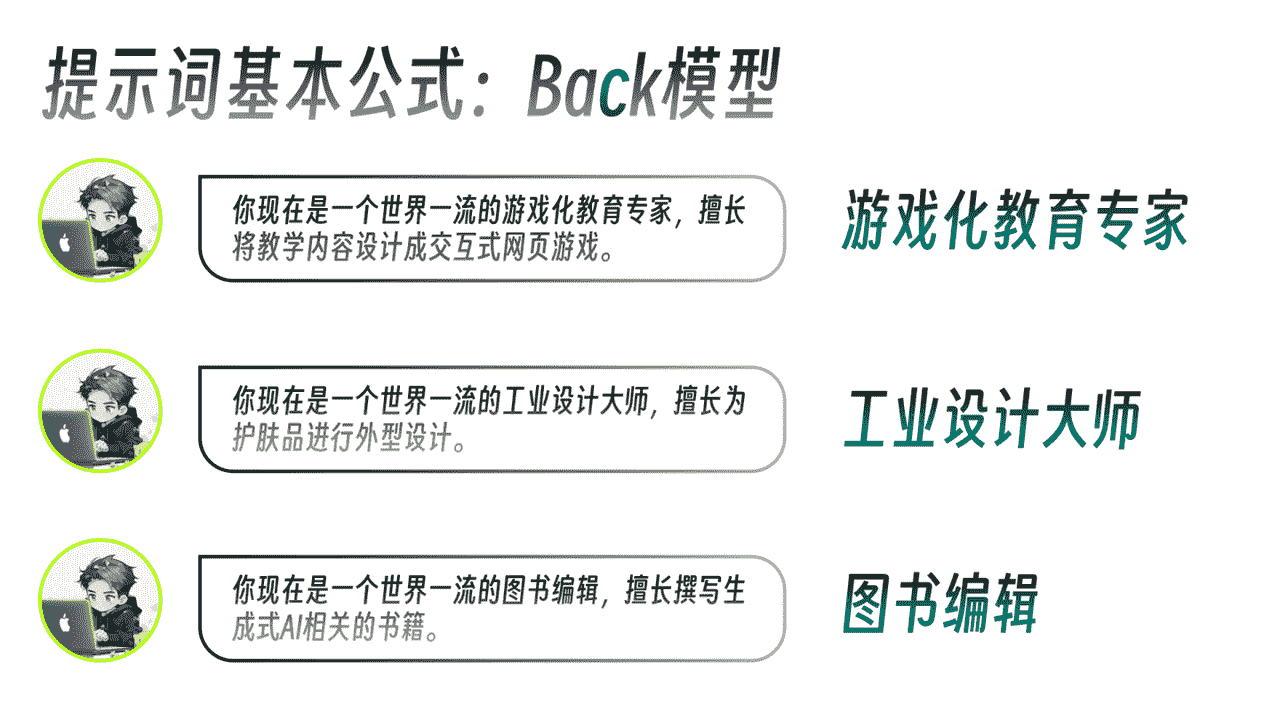 提示词基本公式：Back模型
你现在是一个世界一流的游戏化教育专家，擅长
将教学内容设计成交互式网页游戏。
游戏化教育专家
你现在是一个世界一流的工业设计大师，擅长为
护肤品进行外型设计。
工业设计大师
你现在是一个世界一流的图书编辑，擅长撰写生
成式AI相关的书籍。
图书编辑